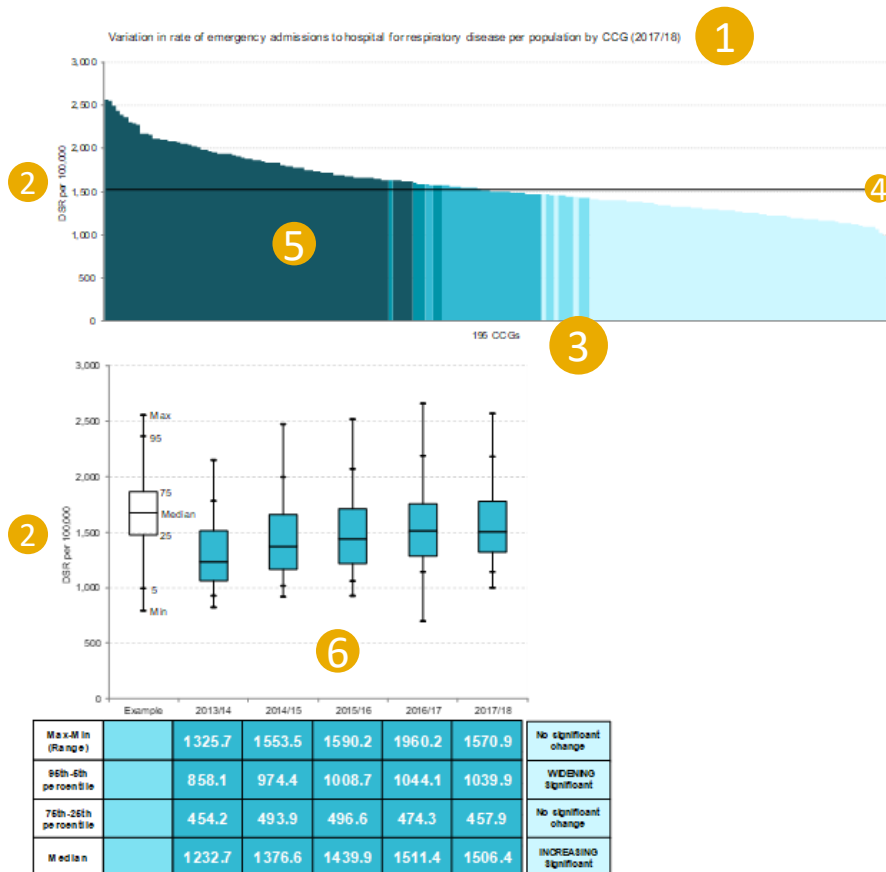 Variation in rate of emergency admissions to hospital for respiratory disease per population by CCG (2017/18)
1
3,000
2,500
2,000
1,500
1,000
500
0
2
DSR per 100,000
4
5
195 CCGs
3
3,000
2,500
2,000
1,500
1,000
500
0
2
DSR per 100,000
Max
95
75
Median
25
5
Min
6
Example 2013/14 2014/15 2015/16 2016/17 2017/18
Max-Min
(Range)
1325.7 1553.5 1590.2 1960.2 1570.9
No significant
change
95th-5th
percentile
858.1 974.4 1008.7 1044.1 1039.9
WIDENING
Significant
75th-25th
percentile
454.2 493.9 496.6 474.3 457.9
No significant
change
Median
1232.7 1376.6 1439.9 1511.4 1506.4
INCREASING
Significant